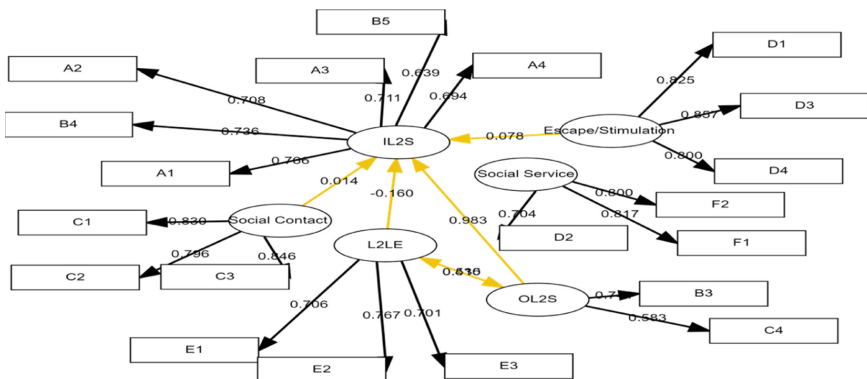 B5
D1
A2
A3
A4
0.639
0.825
0.711
0.694
0.708
D3
0.857
B4
0.736
Escape/Stimulation
0.078
IL2S
0.800
D4
A1
Social Service
0.014
-0.160
0.800
F2
C1
0.830
Social Contact
0.704
0.983
0.817
D2
F1
L2LE
0.796
0.846
C2
C3
OL2S
B3
0.706
0.767
0.701
0.583
C4
E1
E2
E3